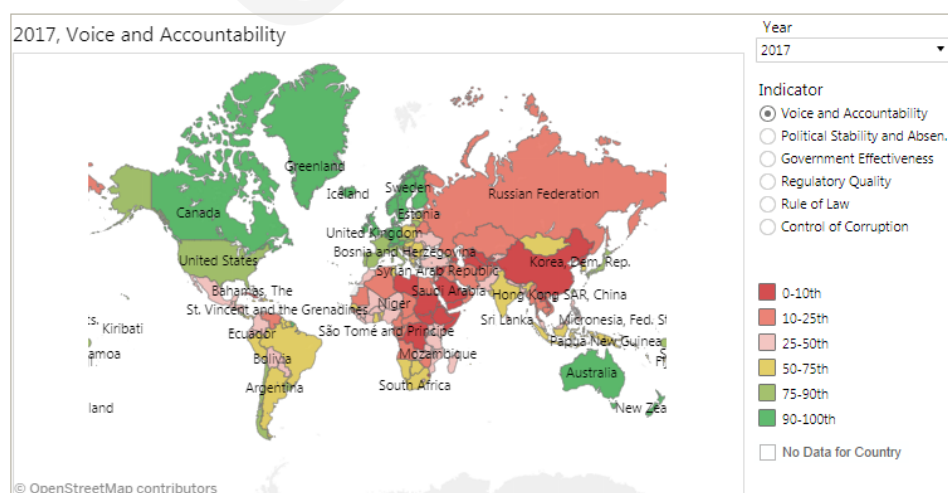 2017, Voice and Accountability
Year
2017
Indicator
Voice and Accountability
Political Stability and Absen.
Government Effectiveness
Regulatory Quality
Rule of Law
Control of Corruption
0-10th
10-25th
25-50th
50-75th
75-90th
90-100th
No Data for Country
Greenland
Iceland
Sweden
Russian Federation
Canada
Estonia
United Kingdom
United States
Bosnia and Herzegovina
Korea, Dem. Rep.
Syrian Arab Republic
Bahamas, The
Saudi Arabia
Hong Kong SAR, China
St. Vincent and the Grenadines
Niger
Sri Lanka
Micronesia, Fed. St
Kiribati
Ecuador
São Tomé and Príncipe
Papua New Guinea
amoa
Bolivia
Mozambique
Australia
Argentina
South Africa
land
New Zea
© OpenStreetMap contributors